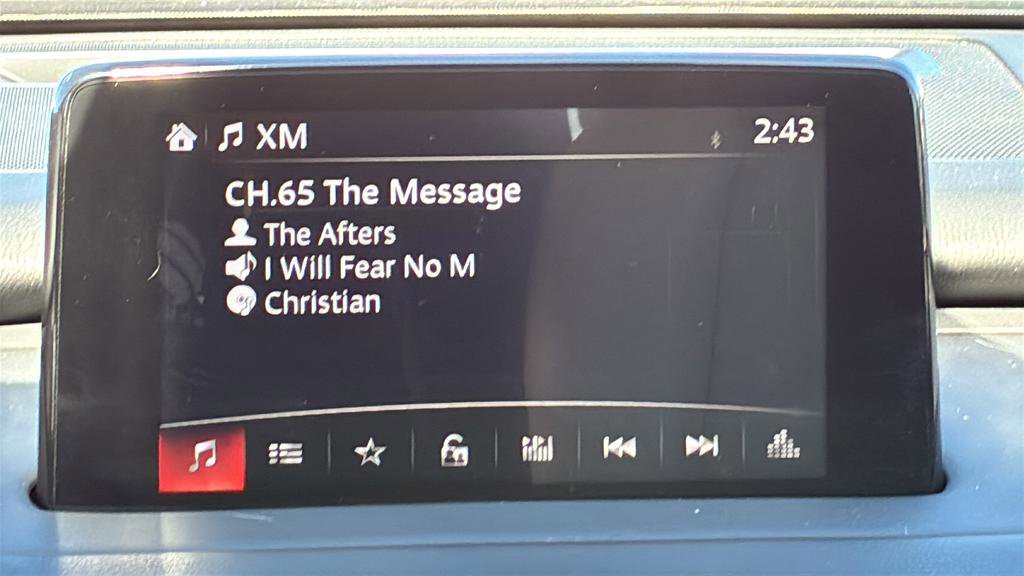 XM 2:43
CH.65 The Message
The Afters
I Will Fear No M
Christian